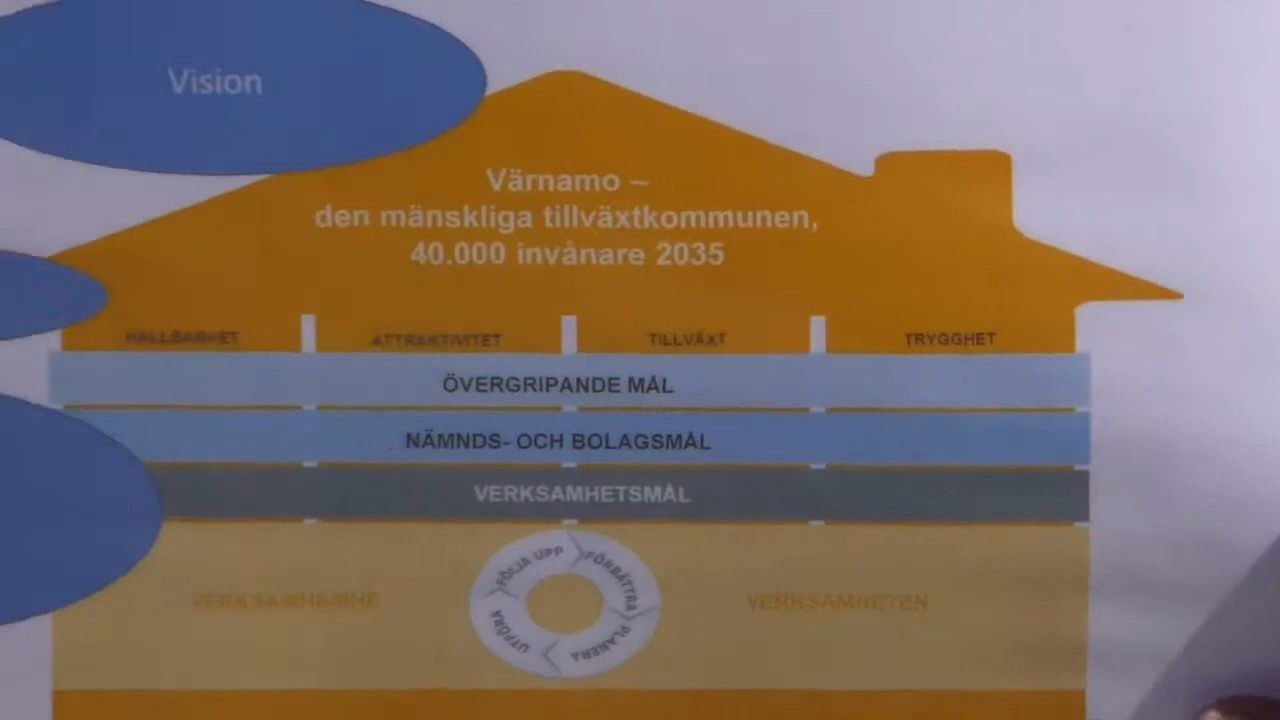 Vision
Värnamo –
den mänskliga tillväxtkommunen,
40.000 invånare 2035
HÅLLBARHET
ATTRAKTIVITET
TILLVÄXT
TRYGGHET
ÖVERGRIPANDE MÅL
NÄMNDS- OCH BOLAGSMÅL
VERKSAMHETSMÅL
FÖLJA UPP
FÖRBÄTTRA
PLANERA
UTFÖRA
VERKSAMHETEN